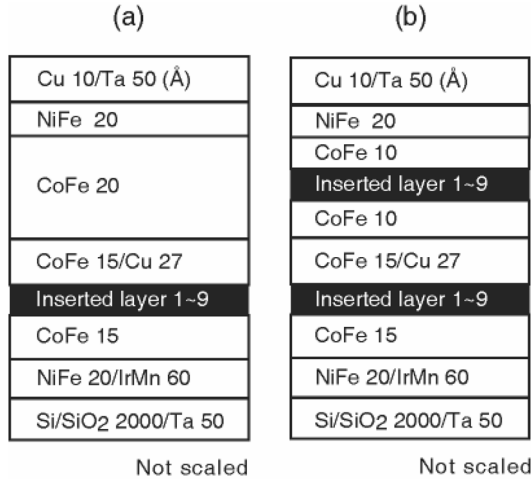 (a)
Cu 10/Ta 50 (Å)
NiFe 20
CoFe 20
CoFe 15/Cu 27
Inserted layer 1~9
CoFe 15
NiFe 20/IrMn 60
Si/SiO2 2000/Ta 50
Not scaled
(b)
Cu 10/Ta 50 (Å)
NiFe 20
CoFe 10
Inserted layer 1~9
CoFe 10
CoFe 15/Cu 27
Inserted layer 1~9
CoFe 15
NiFe 20/IrMn 60
Si/SiO2 2000/Ta 50
Not scaled